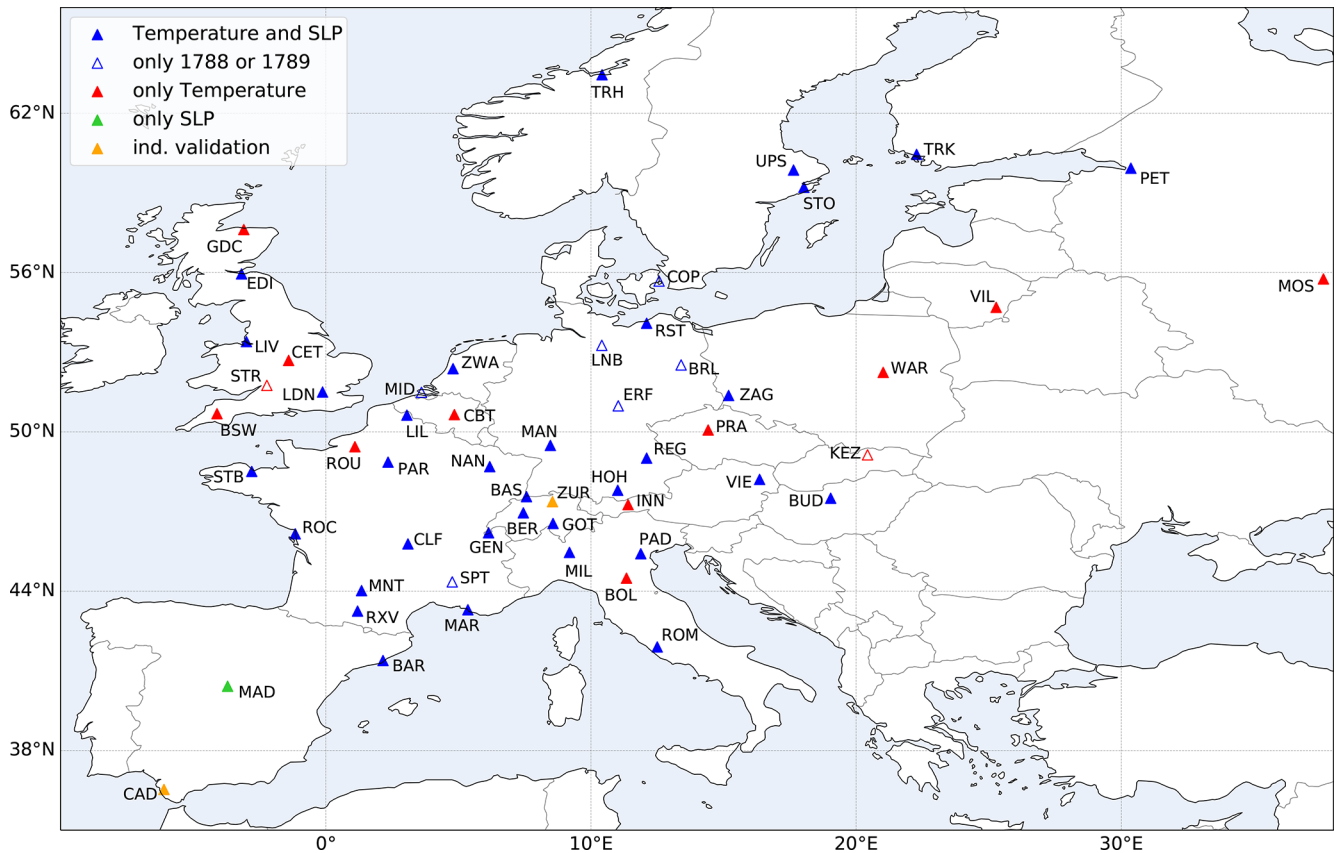 Temperature and SLP
only 1788 or 1789
only Temperature
only SLP
ind. validation
62°N
56°N
50°N
44°N
38°N
0°
10°E
20°E
30°E
TRH
UPS
STO
TRK
PET
GDC
EDI
COP
MOS
VIL
RST
LIV
CET
LNB
ZWA
BRL
WAR
STR
LDN
MID
ERF
ZAG
BSW
LIL
CBT
MAN
PRA
ROU
PAR
NAN
REG
KEZ
STB
HOH
VIE
BUD
BAS
ZUR
INN
BER
GOT
ROC
CLF
GEN
PAD
MIL
MNT
SPT
BOL
RXV
MAR
ROM
BAR
MAD
CAD